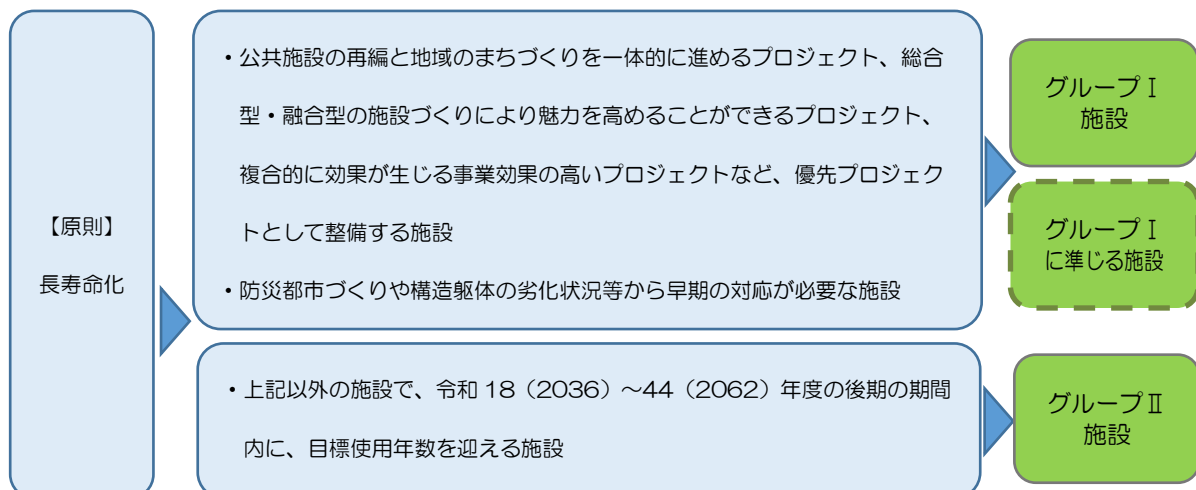 【原則】
長寿命化
・公共施設の再編と地域のまちづくりを一体的に進めるプロジェクト、総合
型・融合型の施設づくりにより魅力を高めることができるプロジェクト、
複合的に効果が生じる事業効果の高いプロジェクトなど、優先プロジェク
トとして整備する施設
・防災都市づくりや構造躯体の劣化状況等から早期の対応が必要な施設
グループⅠ
施設
グループⅠ
に準じる施設
・上記以外の施設で、令和 18（2036）～44（2062）年度の後期の期間
内に、目標使用年数を迎える施設
グループⅡ
施設